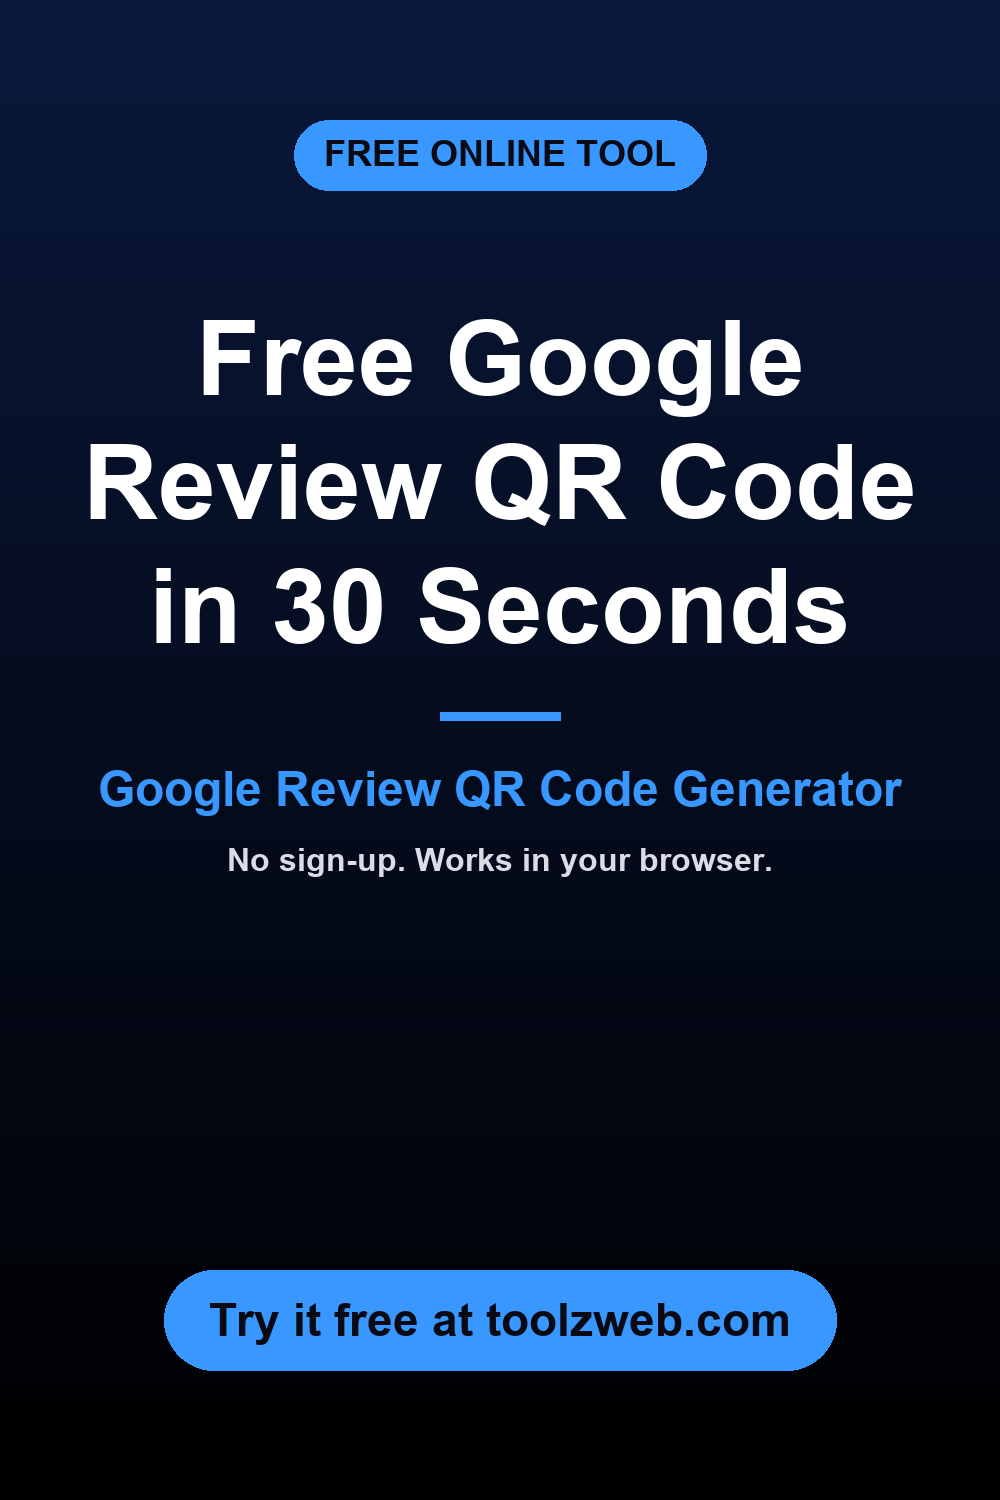 FREE ONLINE TOOL
Free Google
Review QR Code
in 30 Seconds
Google Review QR Code Generator
No sign-up. Works in your browser.
Try it free at toolzweb.com